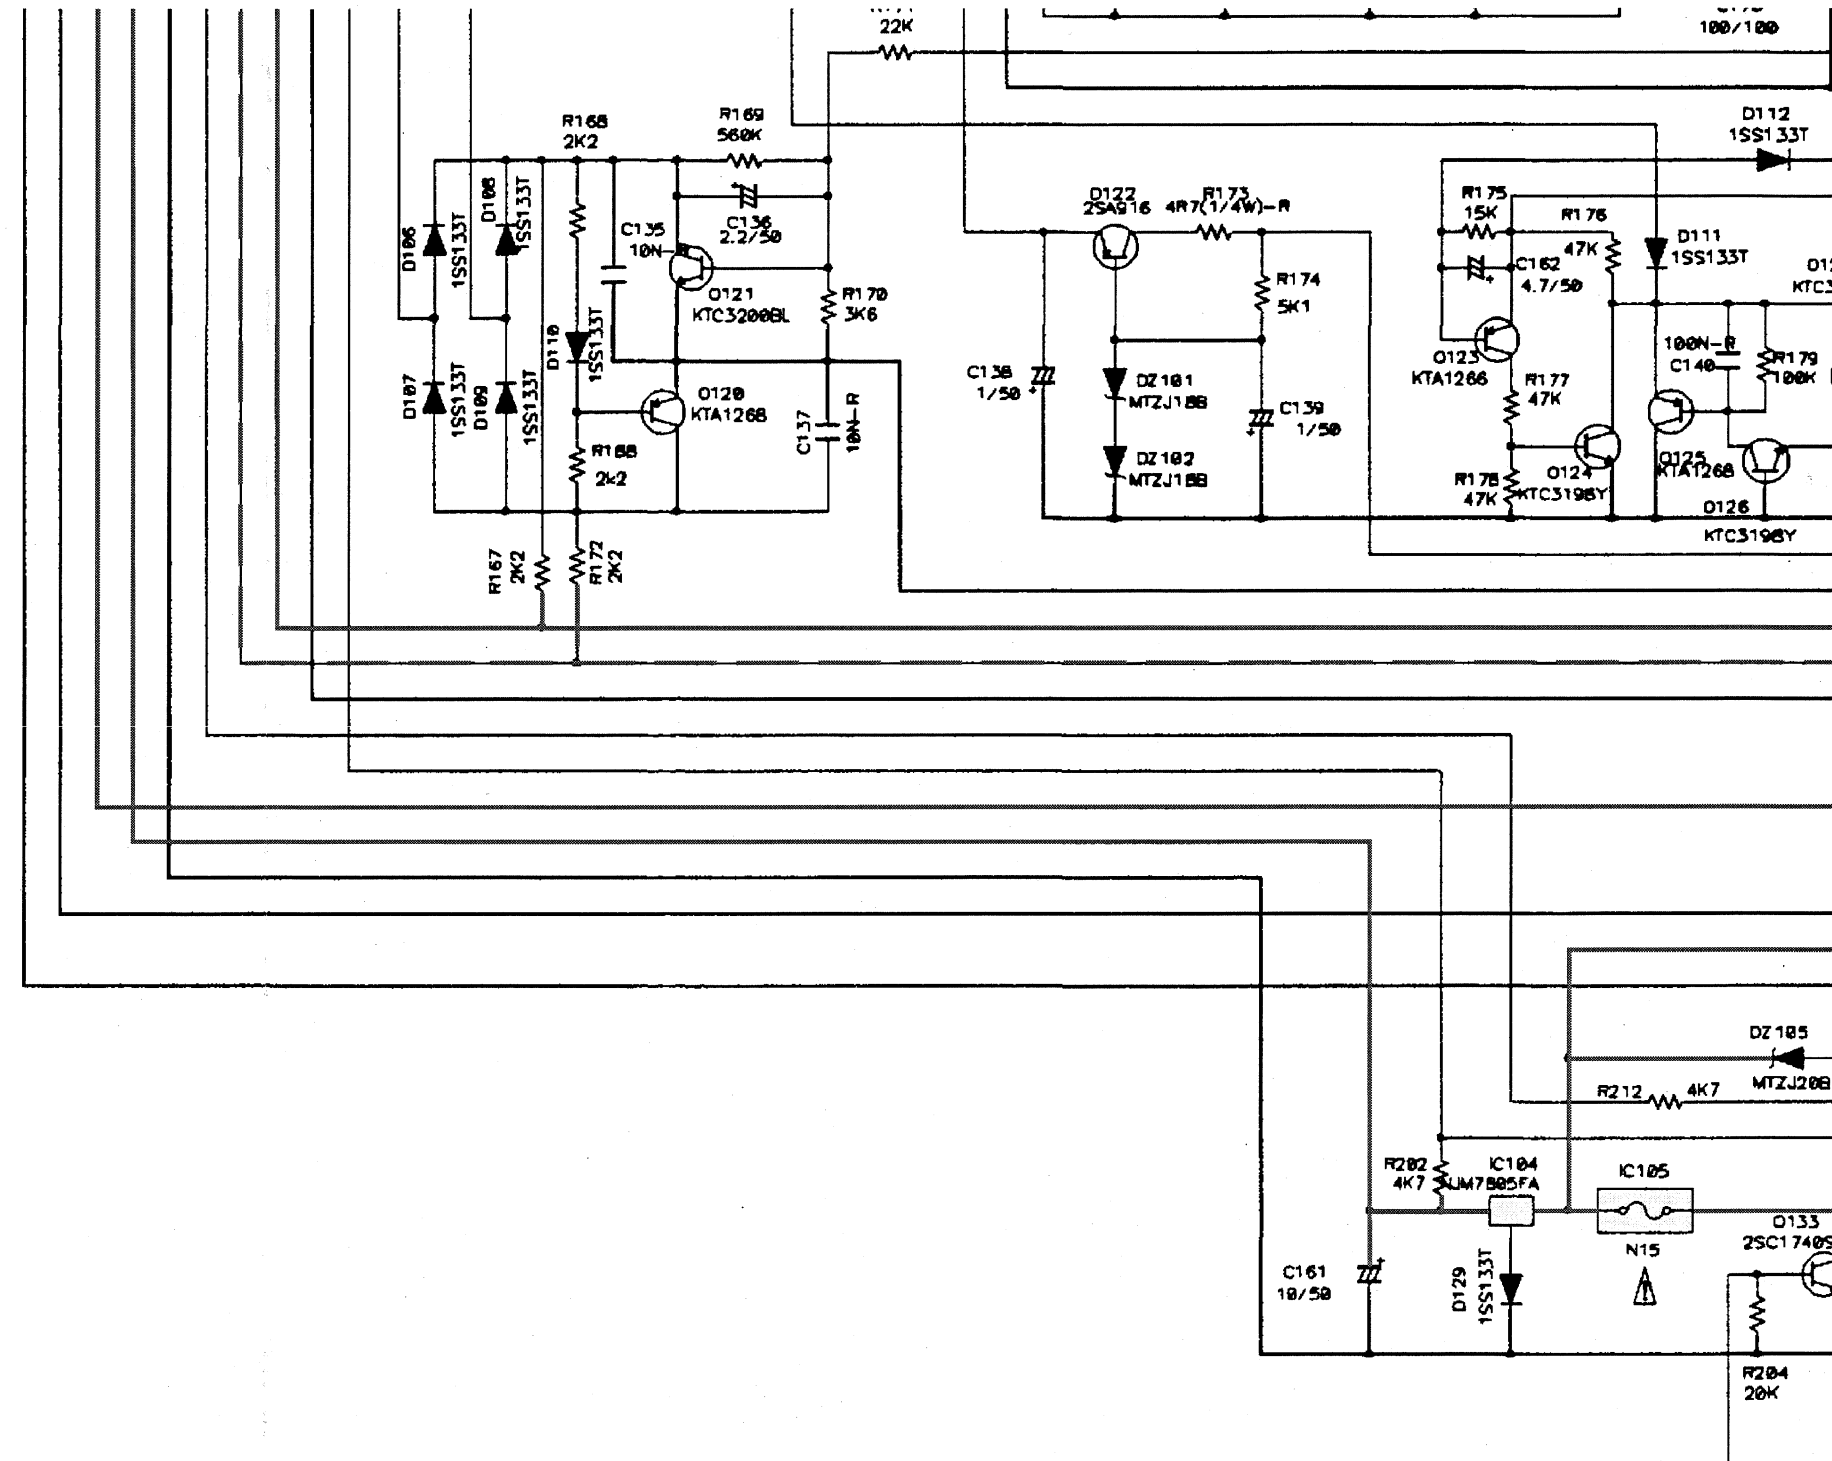 22K
100/100
D112
1SS133T
R169
560K
R168
2K2
D106
1SS133T
D108
1SS133T
C135
10N-R
C136
2.2/50
Q121
KTC3200BL
R170
3K6
D110
1SS133T
D107
1SS133T
D109
1SS133T
Q120
KTA1268
C137
10N-R
R188
2k2
R167
2K2
R172
2K2
D122
2SA916
R173
4R7(1/4W)-R
R174
5K1
C138
1/50
DZ101
MTZJ18B
C139
1/50
DZ102
MTZJ18B
R175
15K
R176
47K
C162
4.7/50
D111
1SS133T
Q123
KTA1266
R177
47K
100N-R
C140
R179
100K
R178
47K
Q124
KTC3198Y
Q125
KTA1268
Q126
KTC3198Y
DZ105
MTZJ20B
R212
4K7
R202
4K7
IC104
IC105
N15
C161
10/50
D129
1SS133T
Q133
2SC1740S
R204
20K